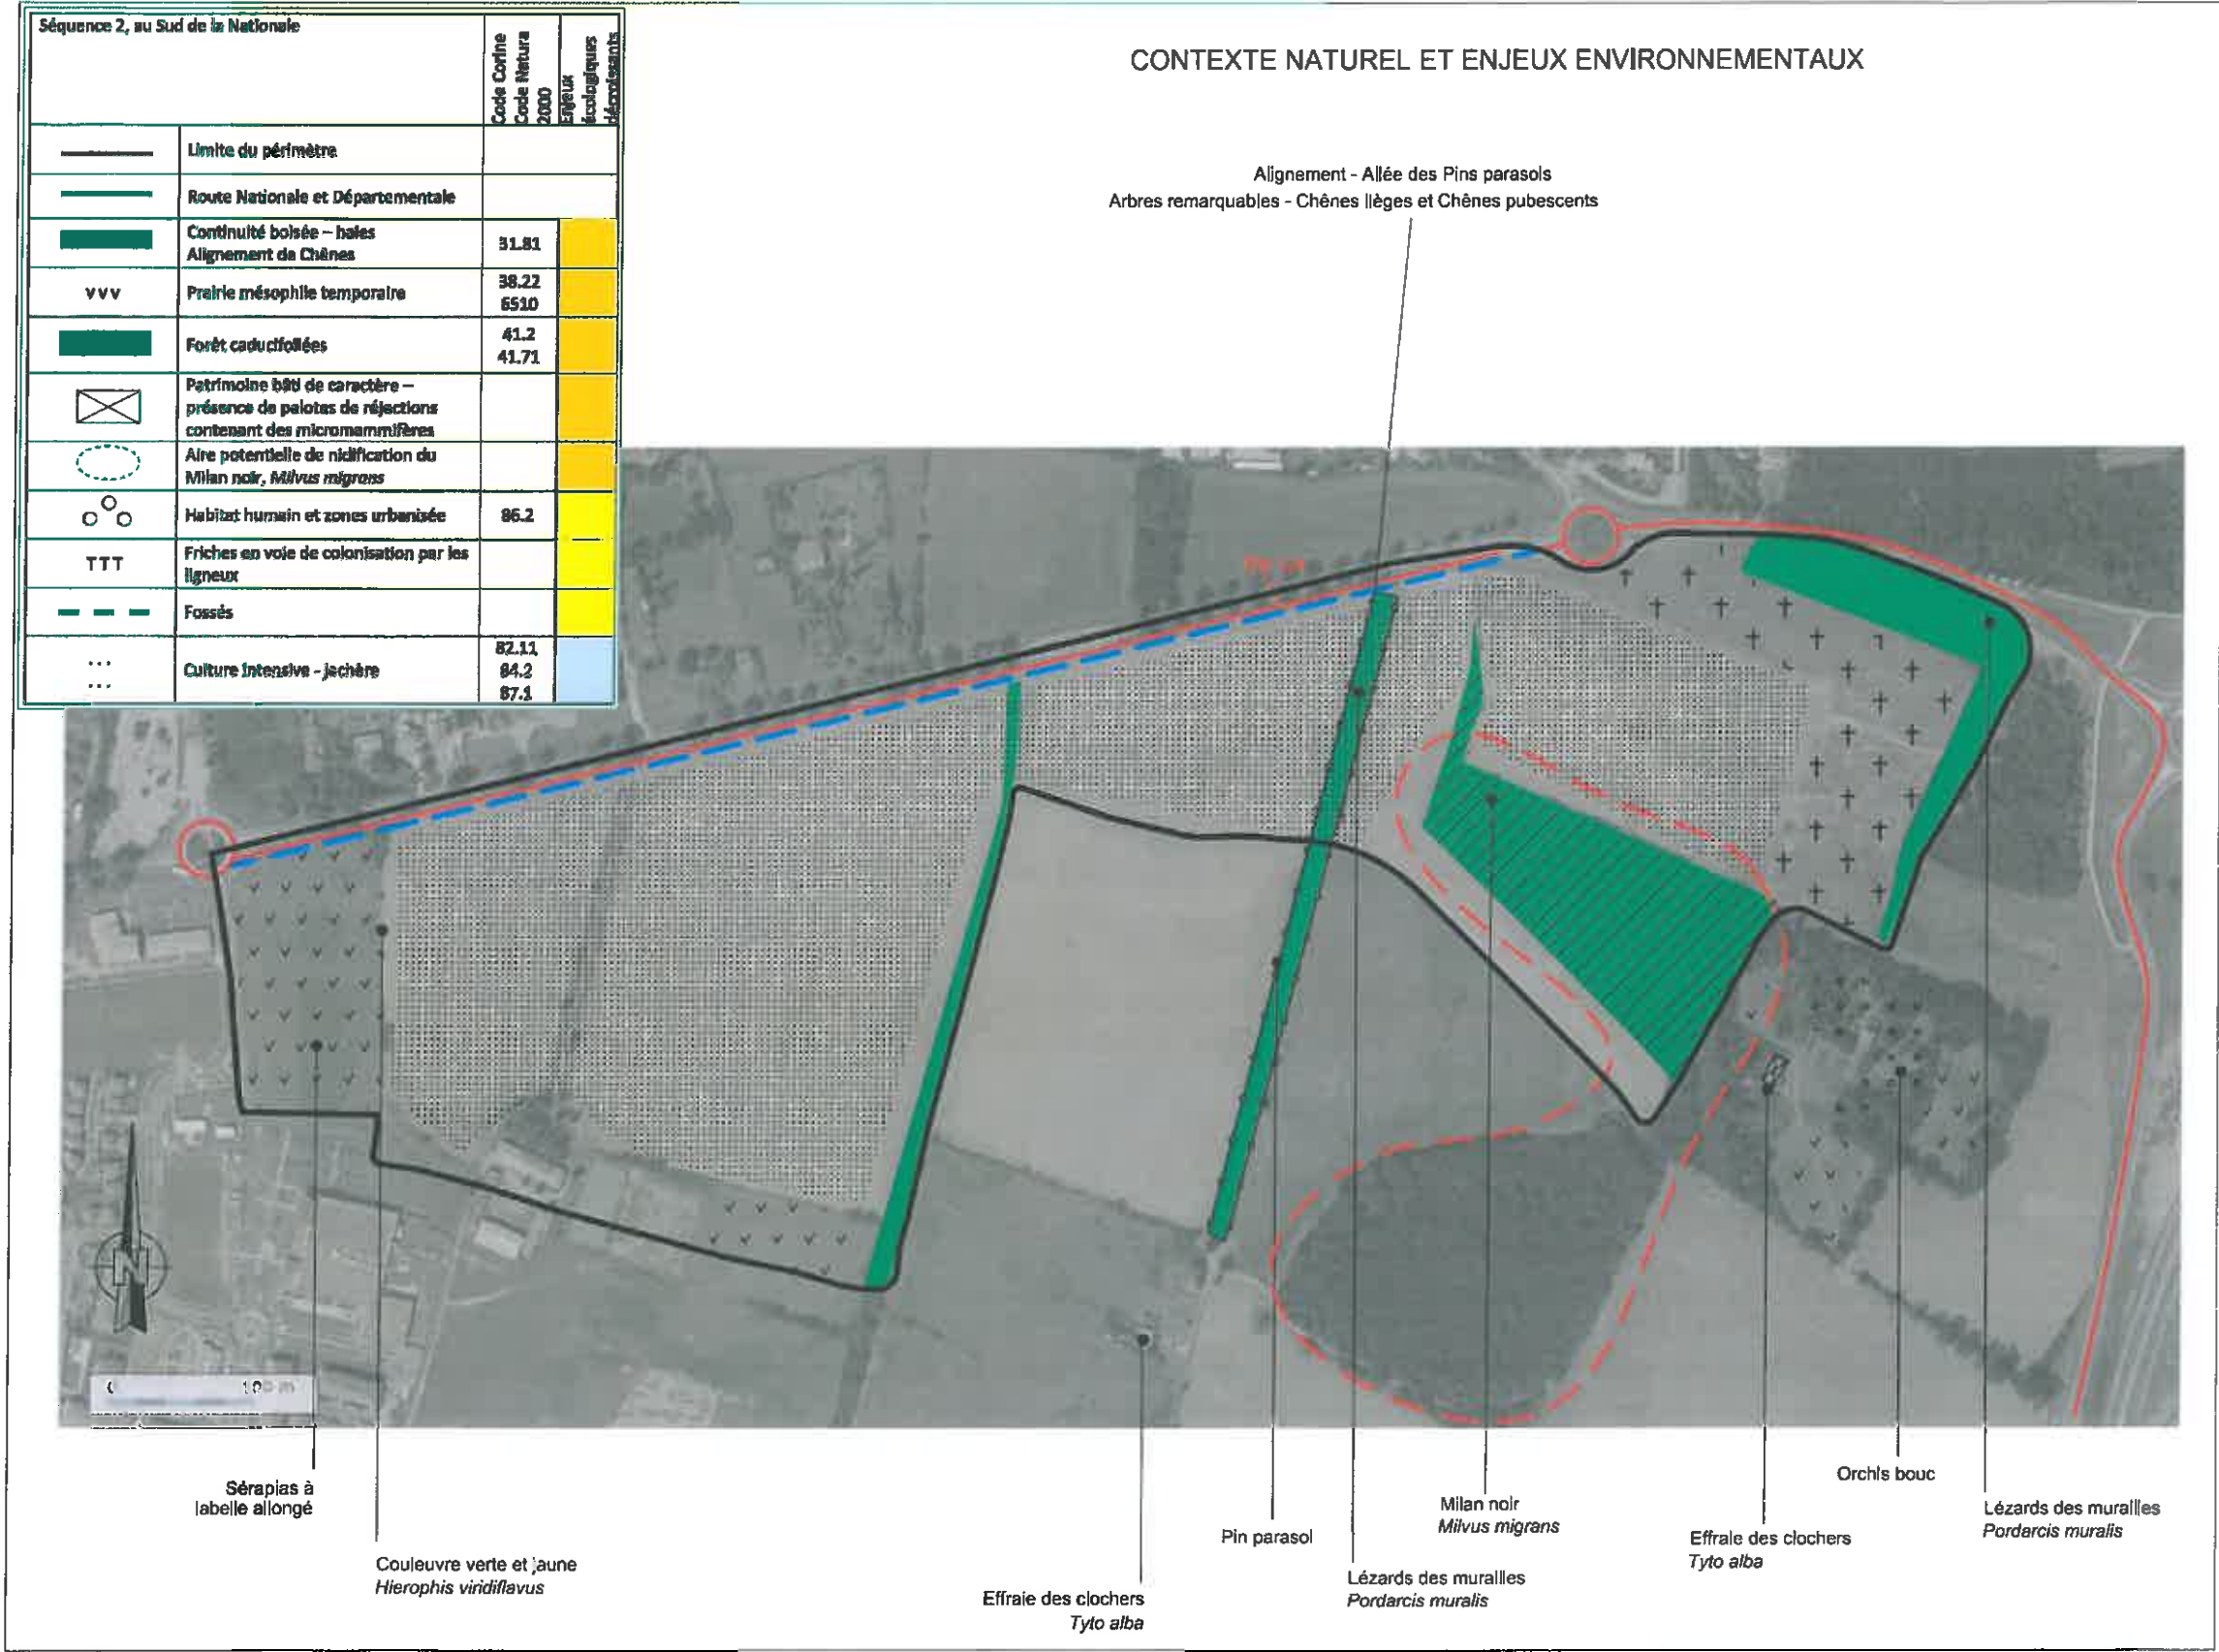 Séquence 2, au Sud de la Nationale
Code Corine
Code Natura
2000
Enjeux
écologiques
décroissants
Limite du périmètre
Route Nationale et Départementale
Continuité boisée – haies
Alignement de Chênes
31.81
vvv
Prairie mésophile temporaire
38.22
6510
Forêt caducifoliées
41.2
41.71
Patrimoine bâti de caractère –
présence de pelotes de réjections
contenant des micromammifères
Aire potentielle de nidification du
Milan noir, Milvus migrans
Habitat humain et zones urbanisée
86.2
TTT
Friches en voie de colonisation par les
ligneux
Fossés
Culture intensive - jachère
82.11
84.2
87.1
CONTEXTE NATUREL ET ENJEUX ENVIRONNEMENTAUX
Alignement - Allée des Pins parasols
Arbres remarquables - Chênes lièges et Chênes pubescents
N
Sérapias à
labelle allongé
Couleuvre verte et jaune
Hierophis viridiflavus
Effraie des clochers
Tyto alba
Pin parasol
Lézards des murailles
Pordarcis muralis
Milan noir
Milvus migrans
Effraie des clochers
Tyto alba
Orchis bouc
Lézards des murailles
Pordarcis muralis